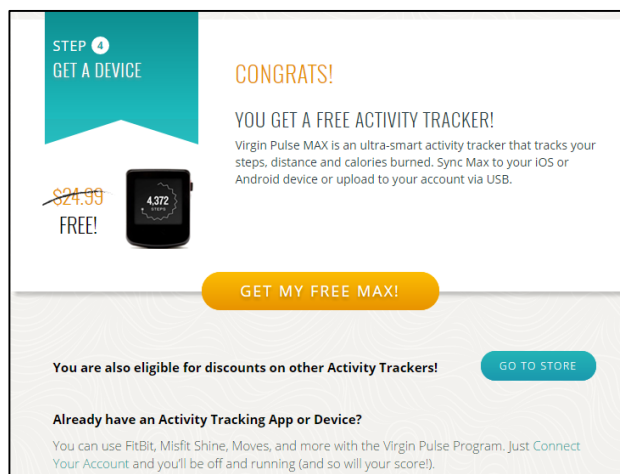 STEP 4
GET A DEVICE
CONGRATS!
YOU GET A FREE ACTIVITY TRACKER!
Virgin Pulse MAX is an ultra-smart activity tracker that tracks your
steps, distance and calories burned. Sync Max to your iOS or
Android device or upload to your account via USB.
$24.99
FREE!
4,372
STEPS
GET MY FREE MAX!
You are also eligible for discounts on other Activity Trackers!
GO TO STORE
Already have an Activity Tracking App or Device?
You can use FitBit, Misfit Shine, Moves, and more with the Virgin Pulse Program. Just Connect
Your Account and you'll be off and running (and so will your score!).